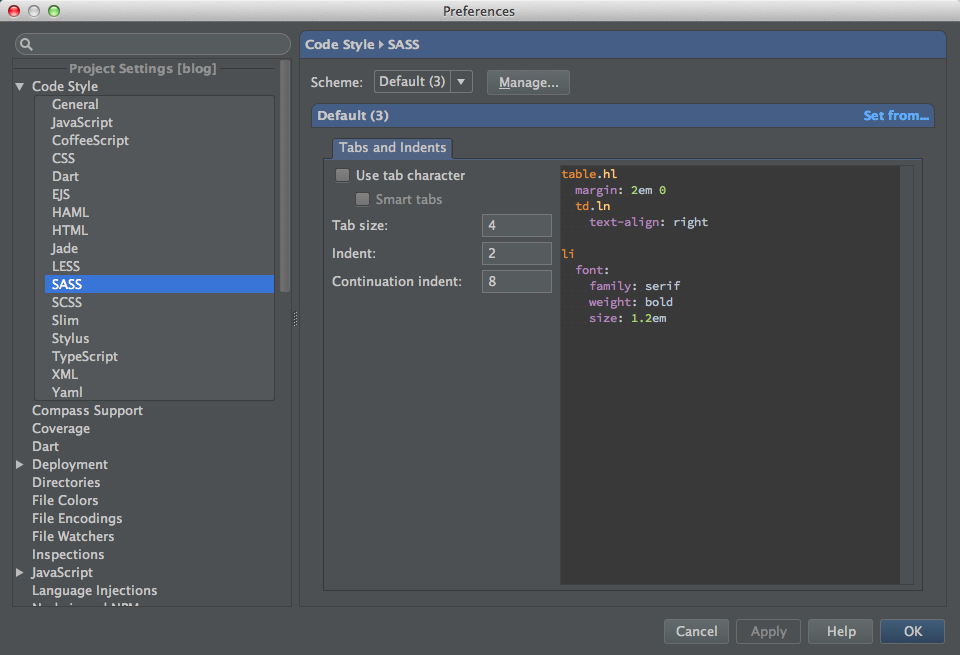 Preferences
Project Settings [blog]
Code Style
General
JavaScript
CoffeeScript
CSS
Dart
EJS
HAML
HTML
Jade
LESS
SASS
SCSS
Slim
Stylus
TypeScript
XML
Yaml
Compass Support
Coverage
Dart
Deployment
Directories
File Colors
File Encodings
File Watchers
Inspections
JavaScript
Language Injections
Code Style ▸ SASS
Scheme: Default (3) Manage...
Default (3) Set from...
Tabs and Indents
Use tab character
Smart tabs
Tab size: 4
Indent: 2
Continuation indent: 8
table.hl
  margin: 2em 0
  td.ln
    text-align: right

li
  font:
    family: serif
    weight: bold
    size: 1.2em
Cancel Apply Help OK